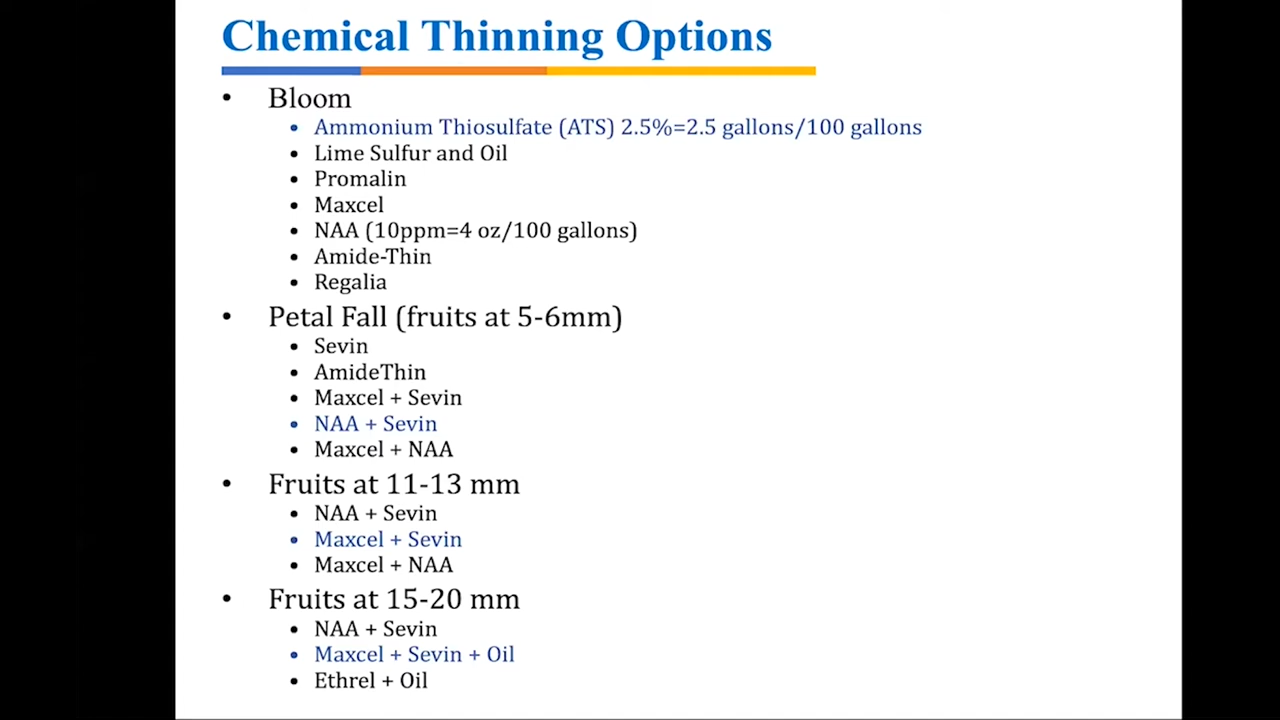 Chemical Thinning Options
• Bloom
• Ammonium Thiosulfate (ATS) 2.5%=2.5 gallons/100 gallons
• Lime Sulfur and Oil
• Promalin
• Maxcel
• NAA (10ppm=4 oz/100 gallons)
• Amide-Thin
• Regalia
• Petal Fall (fruits at 5-6mm)
• Sevin
• AmideThin
• Maxcel + Sevin
• NAA + Sevin
• Maxcel + NAA
• Fruits at 11-13 mm
• NAA + Sevin
• Maxcel + Sevin
• Maxcel + NAA
• Fruits at 15-20 mm
• NAA + Sevin
• Maxcel + Sevin + Oil
• Ethrel + Oil